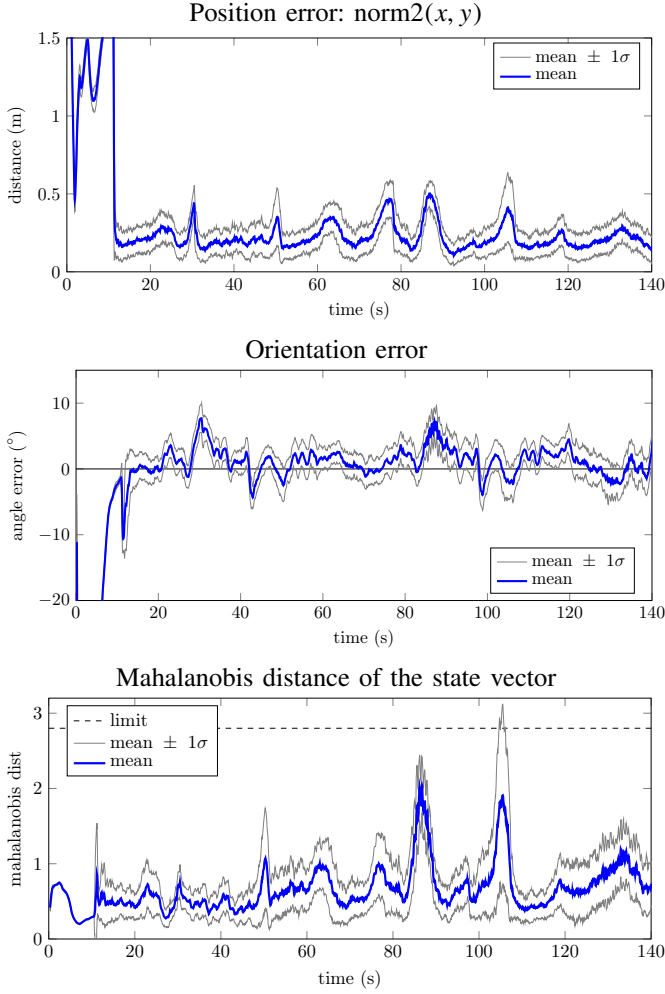 Position error: norm2(x, y)
1.5
1
0.5
0
distance (m)
mean ± 1σ
mean
20 40 60 80 100 120 140
time (s)
Orientation error
10
0
−10
−20
angle error (°)
mean ± 1σ
mean
0 20 40 60 80 100 120 140
time (s)
Mahalanobis distance of the state vector
3
2
1
0
mahalanobis dist
limit
mean ± 1σ
mean
0 20 40 60 80 100 120 140
time (s)